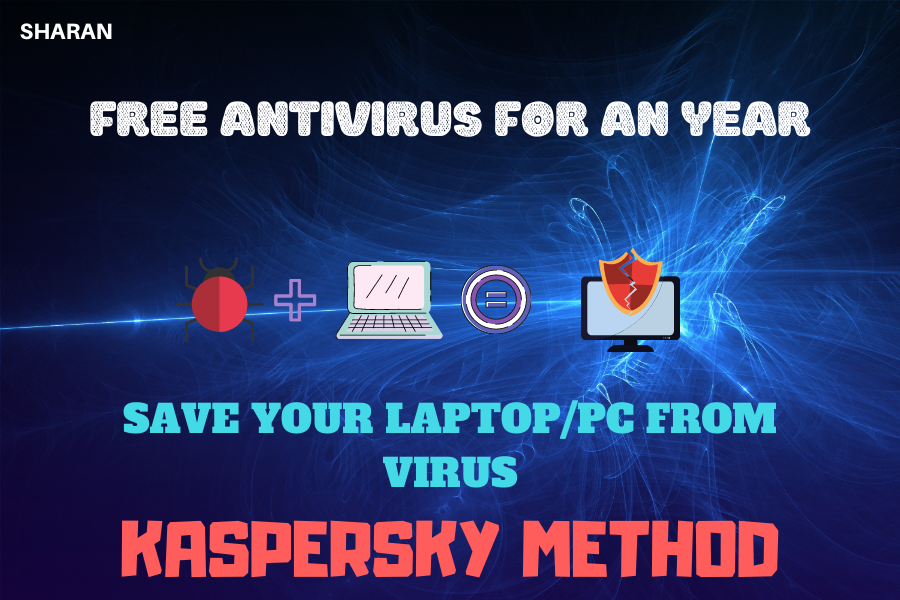 SHARAN
FREE ANTIVIRUS FOR AN YEAR
SAVE YOUR LAPTOP/PC FROM
VIRUS
KASPERSKY METHOD